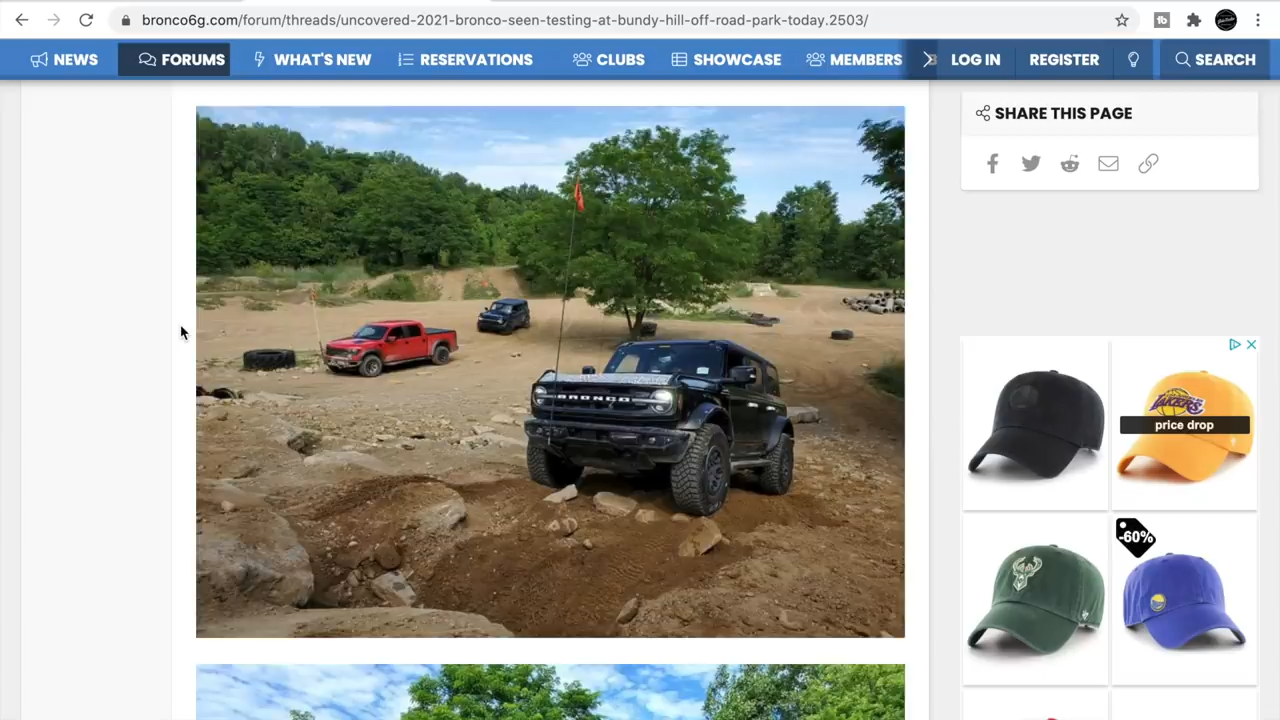 bronco6g.com/forum/threads/uncovered-2021-bronco-seen-testing-at-bundy-hill-off-road-park-today.2503/
NEWS FORUMS WHAT'S NEW RESERVATIONS CLUBS SHOWCASE MEMBERS LOG IN REGISTER SEARCH
SHARE THIS PAGE
BRONCO
LAKERS
price drop
-60%